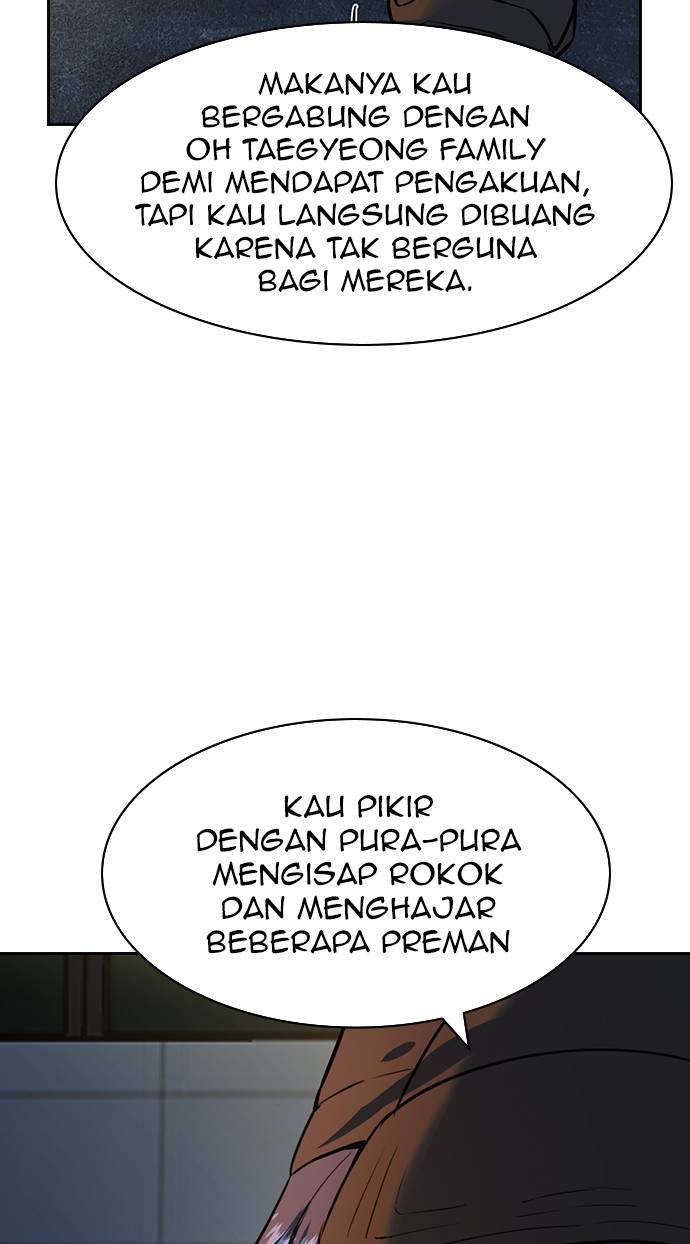 MAKANYA KAU
BERGABUNG DENGAN
OH TAEGYEONG FAMILY
DEMI MENDAPAT PENGAKUAN,
TAPI KAU LANGSUNG DIBUANG
KARENA TAK BERGUNA
BAGI MEREKA.
KAU PIKIR
DENGAN PURA-PURA
MENGISAP ROKOK
DAN MENGHAJAR
BEBERAPA PREMAN